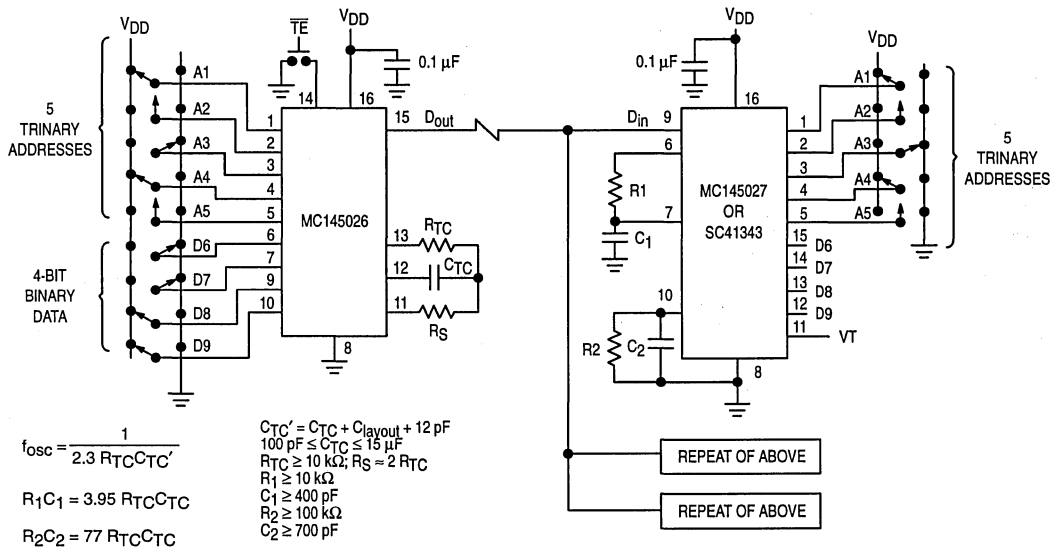 VDD
TE
VDD
0.1 µF
5
TRINARY
ADDRESSES
A1
A2
A3
A4
A5
4-BIT
BINARY
DATA
D6
D7
D8
D9
1
2
3
4
5
6
7
9
10
14
16
MC145026
15
Dout
13
RTC
12
CTC
11
RS
8
VDD
0.1 µF
16
Din
9
6
R1
7
C1
10
R2
C2
MC145027
OR
SC41343
8
1
2
3
4
5
15
D6
14
D7
13
D8
12
D9
11
VT
VDD
A1
A2
A3
A4
A5
5
TRINARY
ADDRESSES
REPEAT OF ABOVE
REPEAT OF ABOVE
fosc = 1 / 2.3 RTCCTC′
R1C1 = 3.95 RTCCTC
R2C2 = 77 RTCCTC
CTC′ = CTC + Clayout + 12 pF
100 pF ≤ CTC ≤ 15 µF
RTC ≥ 10 kΩ; RS ≈ 2 RTC
R1 ≥ 10 kΩ
C1 ≥ 400 pF
R2 ≥ 100 kΩ
C2 ≥ 700 pF